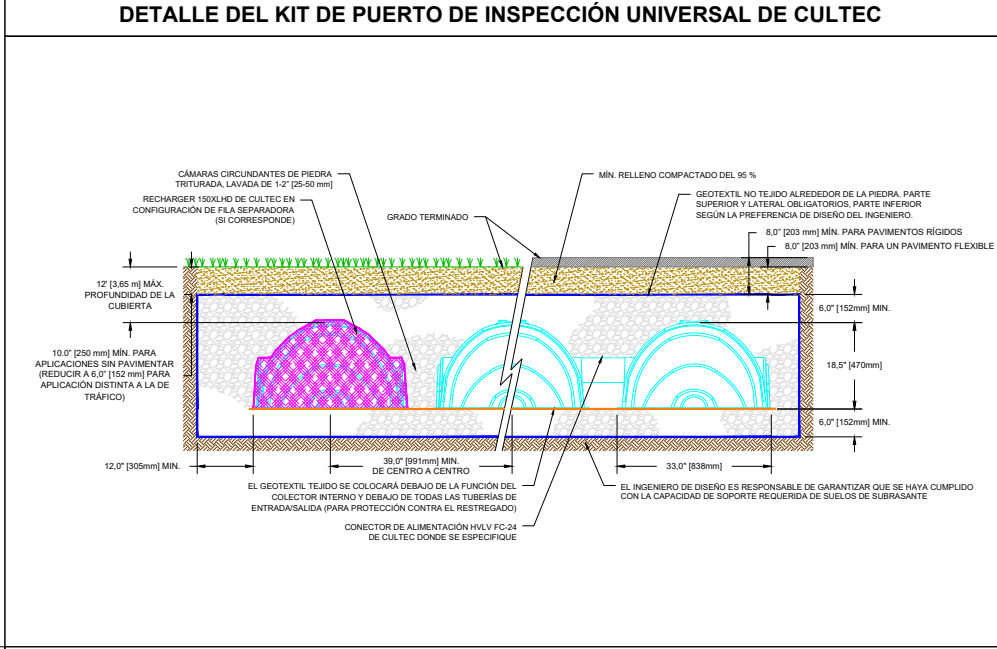 DETALLE DEL KIT DE PUERTO DE INSPECCIÓN UNIVERSAL DE CULTEC
CÁMARAS CIRCUNDANTES DE PIEDRA
TRITURADA, LAVADA DE 1-2" [25-50 mm]
RECHARGER 150XLHD DE CULTEC EN
CONFIGURACIÓN DE FILA SEPARADORA
(SI CORRESPONDE)
GRADO TERMINADO
MÍN. RELLENO COMPACTADO DEL 95 %
GEOTEXTIL NO TEJIDO ALREDEDOR DE LA PIEDRA. PARTE
SUPERIOR Y LATERAL OBLIGATORIOS, PARTE INFERIOR
SEGÚN LA PREFERENCIA DE DISEÑO DEL INGENIERO.
8,0" [203 mm] MÍN. PARA PAVIMENTOS RÍGIDOS
8,0" [203 mm] MÍN. PARA UN PAVIMENTO FLEXIBLE
12' [3,65 m] MÁX.
PROFUNDIDAD DE LA
CUBIERTA
10.0" [250 mm] MÍN. PARA
APLICACIONES SIN PAVIMENTAR
(REDUCIR A 6,0" [152 mm] PARA
APLICACIÓN DISTINTA A LA DE
TRÁFICO)
6,0" [152mm] MIN.
18,5" [470mm]
6,0" [152mm] MIN.
12,0" [305mm] MIN.
39,0" [991mm] MIN.
DE CENTRO A CENTRO
33,0" [838mm]
EL GEOTEXTIL TEJIDO SE COLOCARÁ DEBAJO DE LA FUNCIÓN DEL
COLECTOR INTERNO Y DEBAJO DE TODAS LAS TUBERÍAS DE
ENTRADA/SALIDA (PARA PROTECCIÓN CONTRA EL RESTREGADO)
EL INGENIERO DE DISEÑO ES RESPONSABLE DE GARANTIZAR QUE SE HAYA CUMPLIDO
CON LA CAPACIDAD DE SOPORTE REQUERIDA DE SUELOS DE SUBRASANTE
CONECTOR DE ALIMENTACIÓN HVLV FC-24
DE CULTEC DONDE SE ESPECIFIQUE